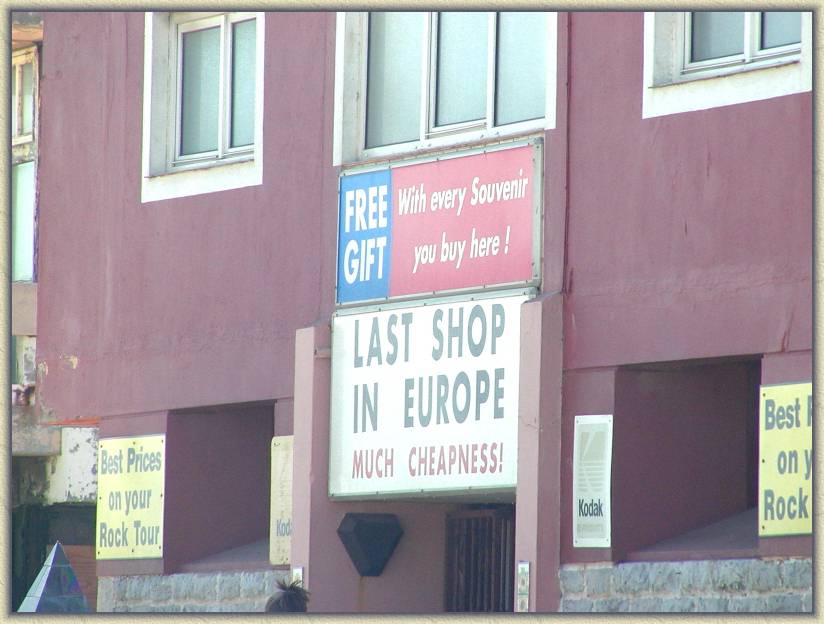 FREE
GIFT
With every Souvenir
you buy here !
LAST SHOP
IN EUROPE
MUCH CHEAPNESS!
Best Prices
on your
Rock Tour
Kodak
Best
on
Rock